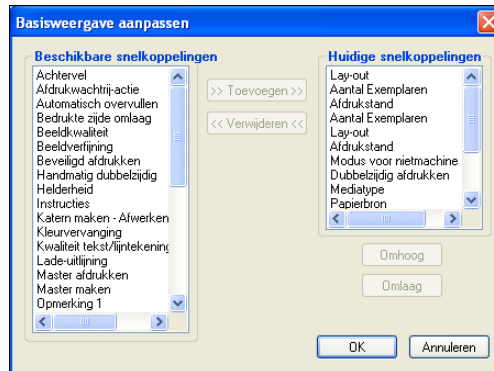 Basisweergave aanpassen
Beschikbare snelkoppelingen
Achtervel
Afdrukwachtrij-actie
Automatisch overvullen
Bedrukte zijde omlaag
Beeldkwaliteit
Beeldverfijning
Beveiligd afdrukken
Handmatig dubbelzijdig
Helderheid
Instructies
Katern maken - Afwerken
Kleurvervanging
Kwaliteit tekst/lijntekening
Lade-uitlijning
Master afdrukken
Master maken
Opmerking 1
>> Toevoegen >>
<< Verwijderen <<
Huidige snelkoppelingen
Lay-out
Aantal Exemplaren
Afdrukstand
Aantal Exemplaren
Lay-out
Afdrukstand
Modus voor nietmachine
Dubbelzijdig afdrukken
Mediatype
Papierbron
Omhoog
Omlaag
OK
Annuleren